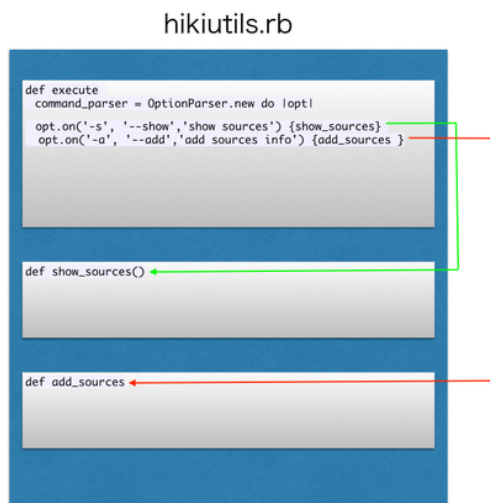 hikiutils.rb
def execute
command_parser = OptionParser.new do |opt|
opt.on('-s', '--show','show sources') {show_sources}
opt.on('-a', '--add','add sources info') {add_sources }
def show_sources()
def add_sources